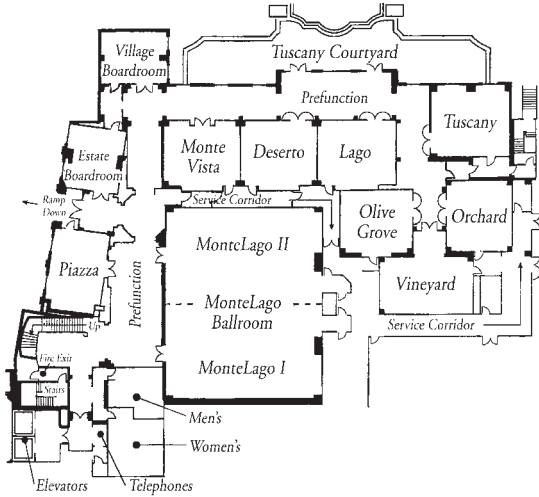 Village
Boardroom
Tuscany Courtyard
Prefunction
Tuscany
Monte
Vista
Deserto
Lago
Estate
Boardroom
Ramp
Down
Service Corridor
Olive
Grove
Orchard
MonteLago II
Piazza
Prefunction
Vineyard
MonteLago
Ballroom
Up
Service Corridor
Fire Exit
MonteLago I
Stairs
Men's
Women's
Elevators
Telephones